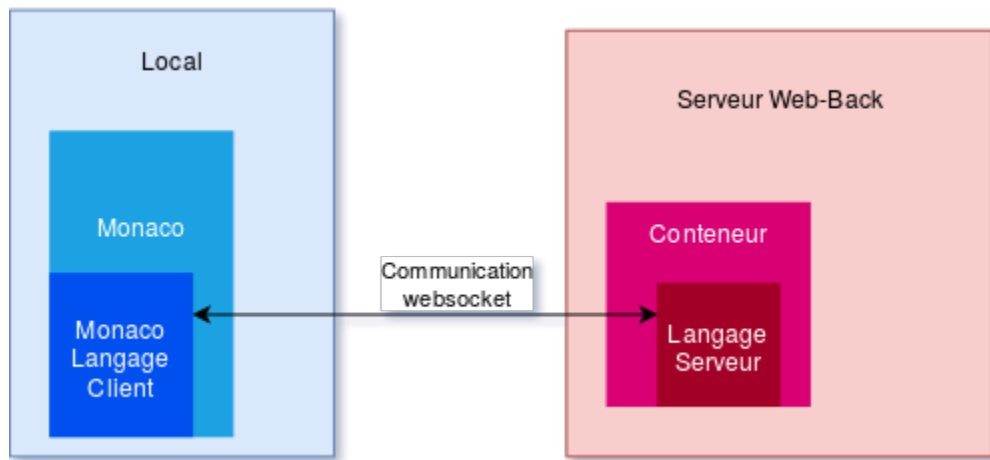 Local
Serveur Web-Back
Monaco
Conteneur
Communication
websocket
Monaco
Langage
Client
Langage
Serveur